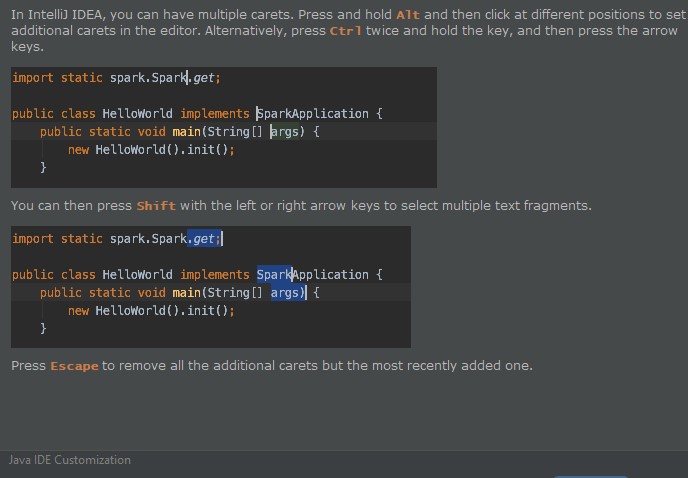 In IntelliJ IDEA, you can have multiple carets. Press and hold Alt and then click at different positions to set
additional carets in the editor. Alternatively, press Ctrl twice and hold the key, and then press the arrow
keys.
import static spark.Spark.get;
public class HelloWorld implements SparkApplication {
    public static void main(String[] args) {
        new HelloWorld().init();
    }
You can then press Shift with the left or right arrow keys to select multiple text fragments.
import static spark.Spark.get;
public class HelloWorld implements SparkApplication {
    public static void main(String[] args) {
        new HelloWorld().init();
    }
Press Escape to remove all the additional carets but the most recently added one.
Java IDE Customization